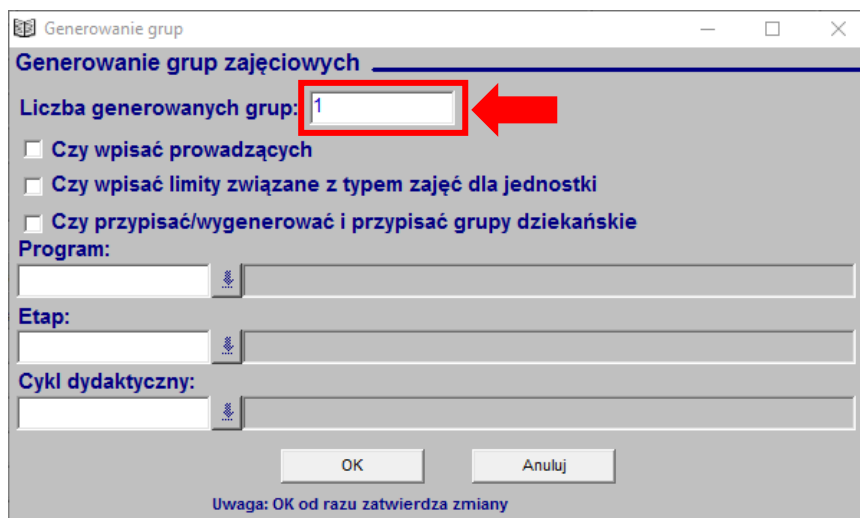 Generowanie grup
Generowanie grup zajęciowych
Liczba generowanych grup: 1
Czy wpisać prowadzących
Czy wpisać limity związane z typem zajęć dla jednostki
Czy przypisać/wygenerować i przypisać grupy dziekańskie
Program:
Etap:
Cykl dydaktyczny:
OK Anuluj
Uwaga: OK od razu zatwierdza zmiany